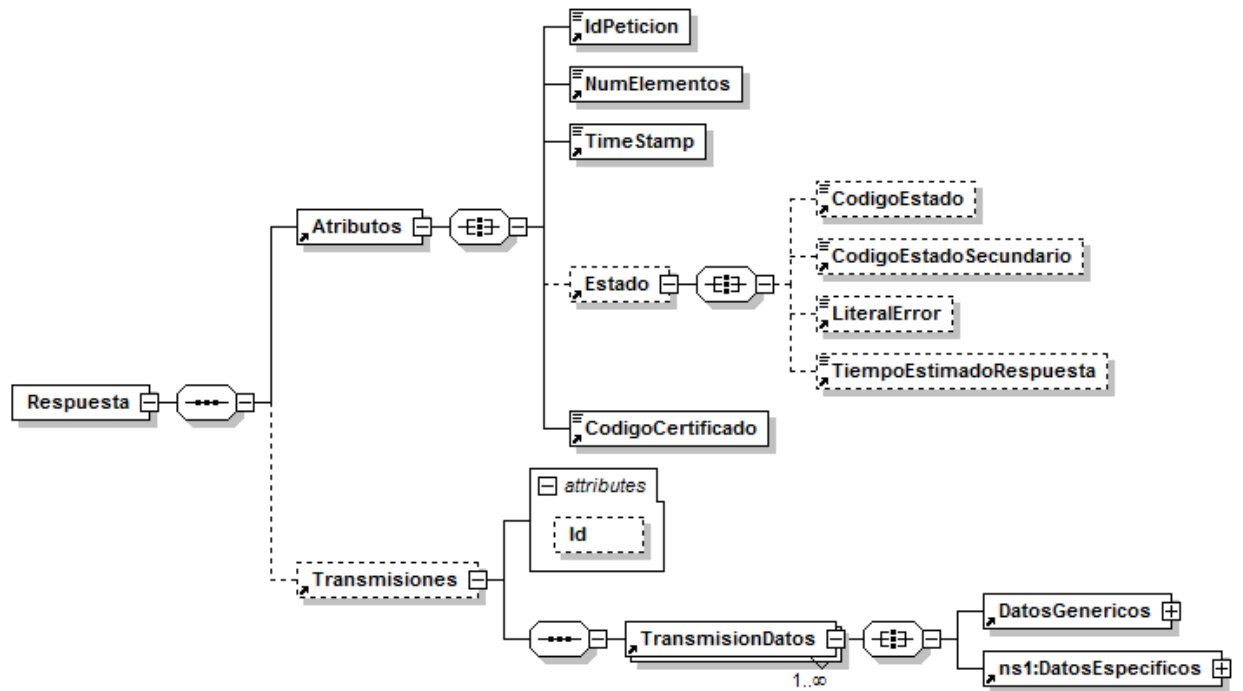 IdPeticion
NumElementos
TimeStamp
CodigoEstado
Atributos
CodigoEstadoSecundario
Estado
LiteralError
TiempoEstimadoRespuesta
Respuesta
CodigoCertificado
attributes
Id
Transmisiones
DatosGenericos
TransmisionDatos
1..∞
ns1:DatosEspecificos